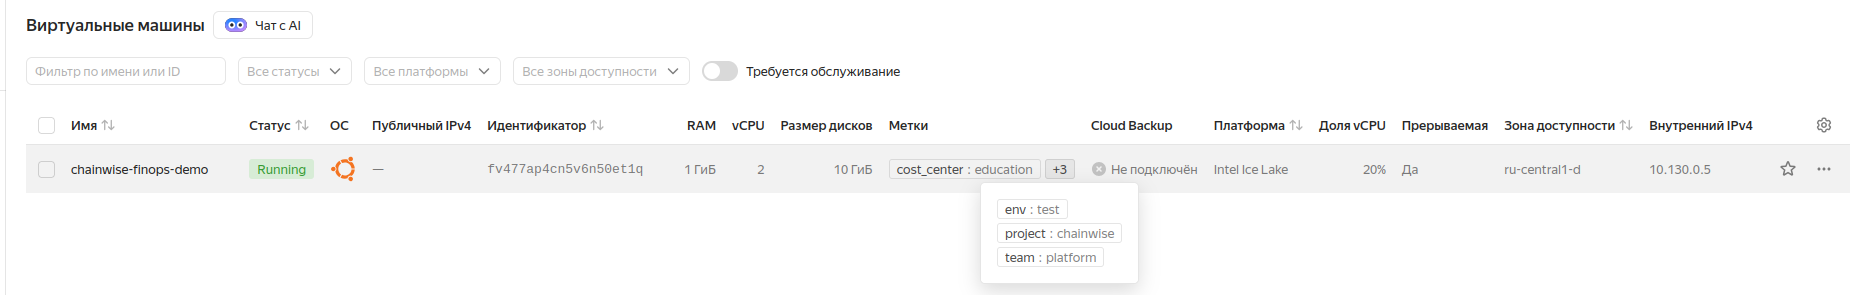 Виртуальные машины Чат с AI
Фильтр по имени или ID Все статусы Все платформы Все зоны доступности Требуется обслуживание
Имя Статус ОС Публичный IPv4 Идентификатор RAM vCPU Размер дисков Метки Cloud Backup Платформа Доля vCPU Прерываемая Зона доступности Внутренний IPv4
chainwise-finops-demo Running — fv477ap4cn5v6n50et1q 1 ГиБ 2 10 ГиБ cost_center : education +3 Не подключён Intel Ice Lake 20% Да ru-central1-d 10.130.0.5
env : test
project : chainwise
team : platform